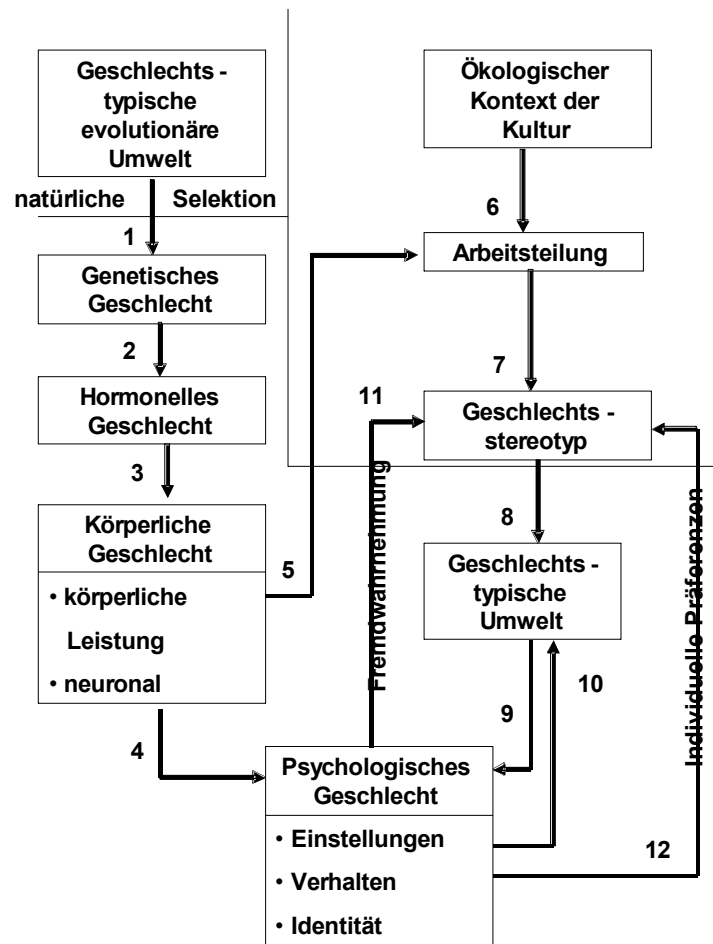 Geschlechts -
typische
evolutionäre
Umwelt
natürliche Selektion
1
Genetisches
Geschlecht
2
Hormonelles
Geschlecht
3
Körperliche
Geschlecht
• körperliche
Leistung
• neuronal
4
5
Ökologischer
Kontext der
Kultur
6
Arbeitsteilung
7
11
Geschlechts -
stereotyp
8
Geschlechts -
typische
Umwelt
Fremdwahrnehmung
Individuelle Präferenzen
9
10
Psychologisches
Geschlecht
• Einstellungen
• Verhalten
• Identität
12